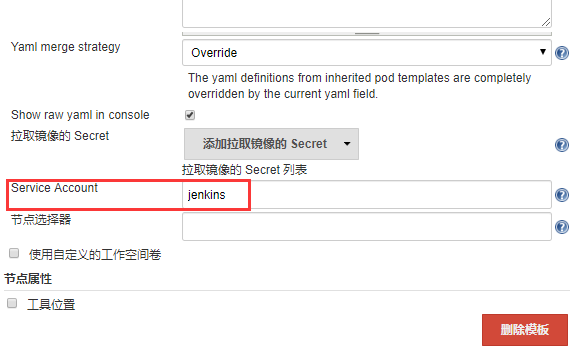 Yaml merge strategy
Override
The yaml definitions from inherited pod templates are completely
overridden by the current yaml field.
Show raw yaml in console
拉取镜像的 Secret
添加拉取镜像的 Secret
拉取镜像的 Secret 列表
Service Account
jenkins
节点选择器
使用自定义的工作空间卷
节点属性
工具位置
删除模板